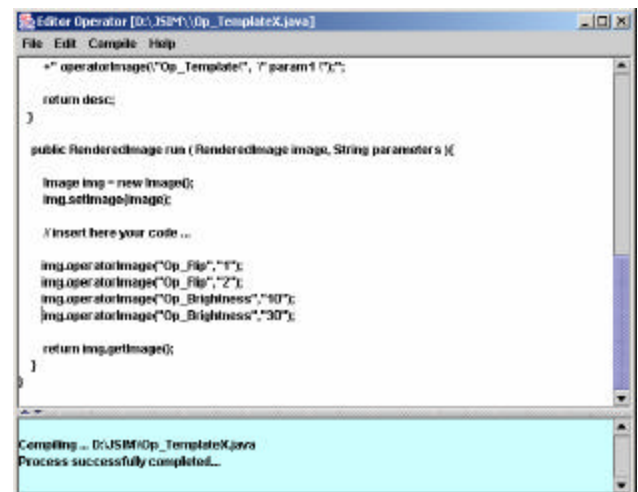 Editor Operator [D:\JSIM\\Op_TemplateX.java]
File Edit Compile Help
+" operatorImage(\"Op_Template\", \" param1 \");";
return desc;
}
public RenderedImage run ( RenderedImage image, String parameters ){
Image img = new Image();
img.setImage(image);
// insert here your code ...
img.operatorImage("Op_Flip","1");
img.operatorImage("Op_Flip","2");
img.operatorImage("Op_Brightness","10");
img.operatorImage("Op_Brightness","30");
return img.getImage();
}
}
Compiling ... D:\JSIM\\Op_TemplateX.java
Process successfully completed...